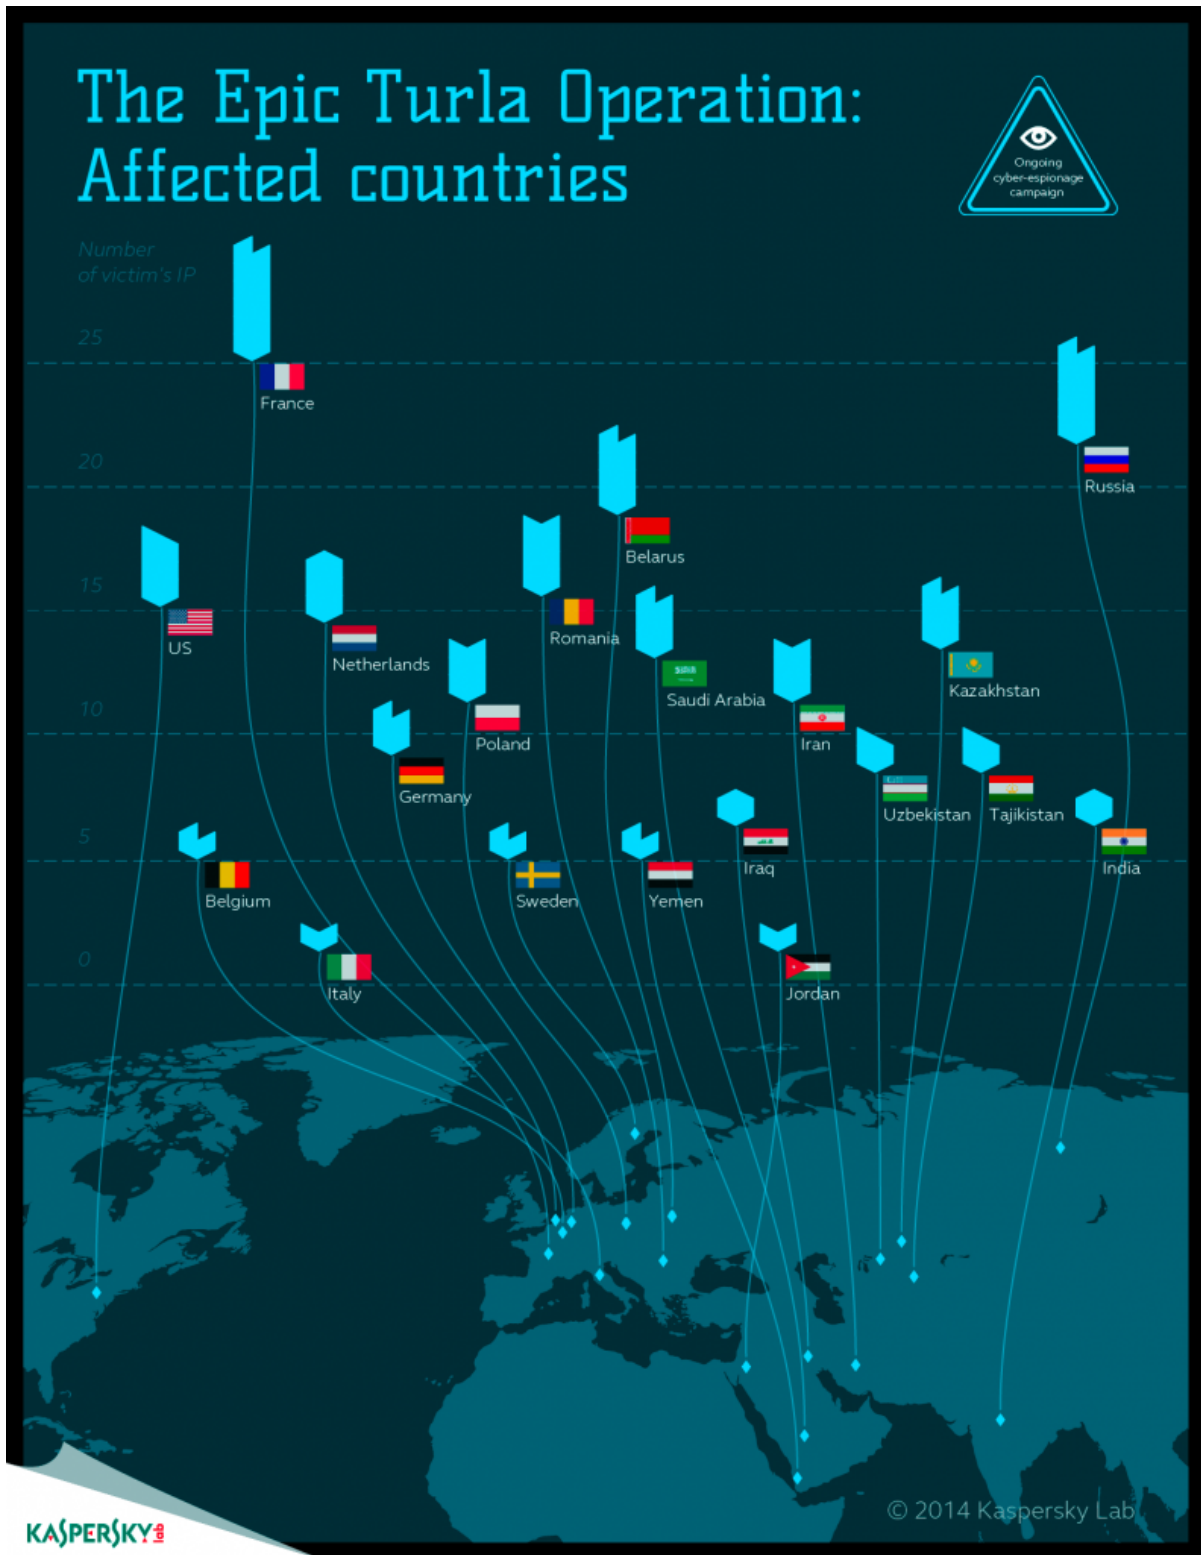 The Epic Turla Operation:
Affected countries
Ongoing
cyber-espionage
campaign
Number
of victim's IP
25
France
20
Russia
Belarus
15
US
Romania
Netherlands
Saudi Arabia
Kazakhstan
10
Poland
Iran
Germany
Uzbekistan
Tajikistan
5
Iraq
India
Belgium
Sweden
Yemen
0
Italy
Jordan
© 2014 Kaspersky Lab
KASPERSKY lab